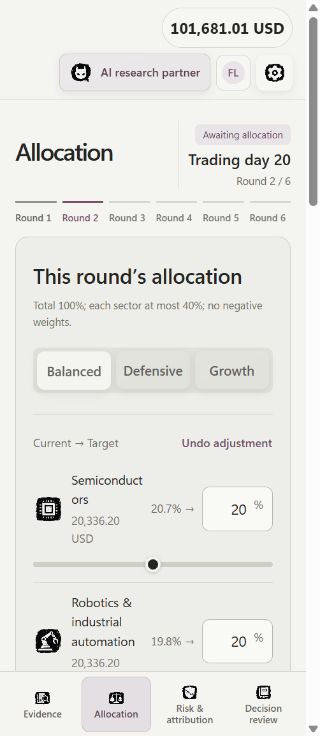 101,681.01 USD
AI research partner
FL
Allocation
Awaiting allocation
Trading day 20
Round 2 / 6
Round 1
Round 2
Round 3
Round 4
Round 5
Round 6
This round's allocation
Total 100%; each sector at most 40%; no negative
weights.
Balanced
Defensive
Growth
Current → Target
Undo adjustment
Semiconduct
ors
20,336.20
USD
20.7% →
20 %
Robotics &
industrial
automation
20,336.20
19.8% →
20 %
Evidence
Allocation
Risk &
attribution
Decision
review